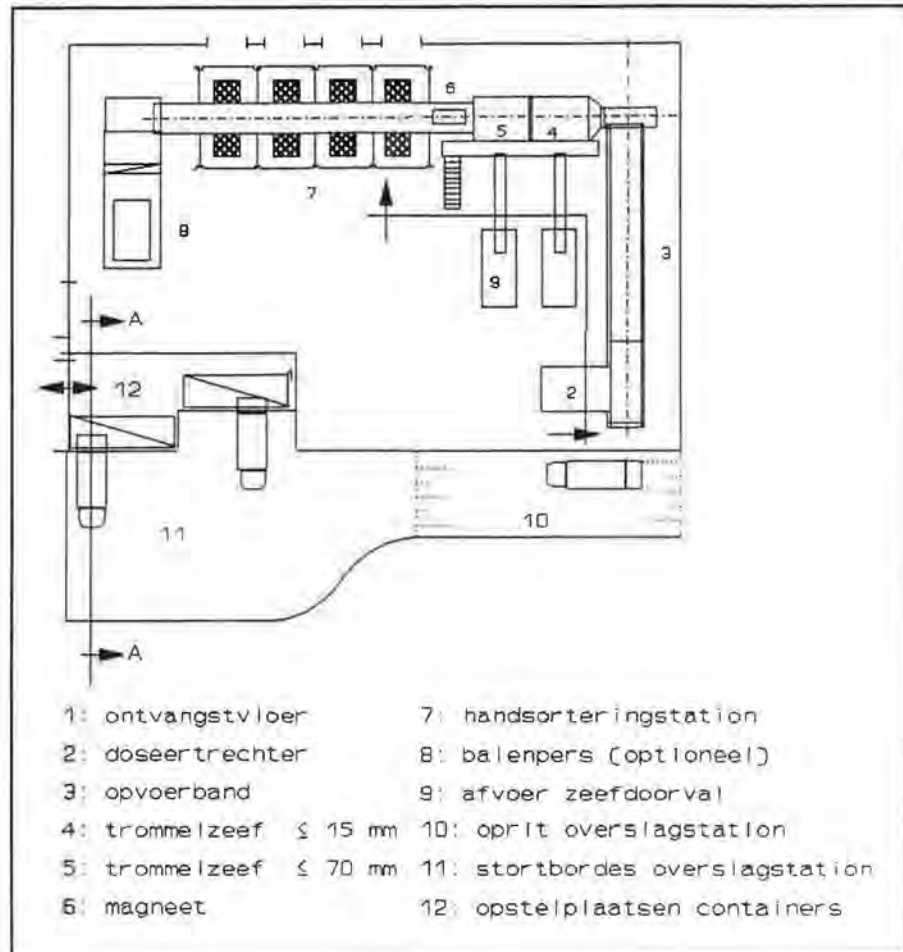 6
5 4
7
8
3
9
A
12
2
11
10
A
1: ontvangstvloer
2: doseertrechter
3: opvoerband
4: trommelzeef ≤ 15 mm
5: trommelzeef ≤ 70 mm
6: magneet
7: handsorteringstation
8: balenpers (optioneel)
9: afvoer zeefdoorval
10: oprit overslagstation
11: stortbordes overslagstation
12: opstelplaatsen containers